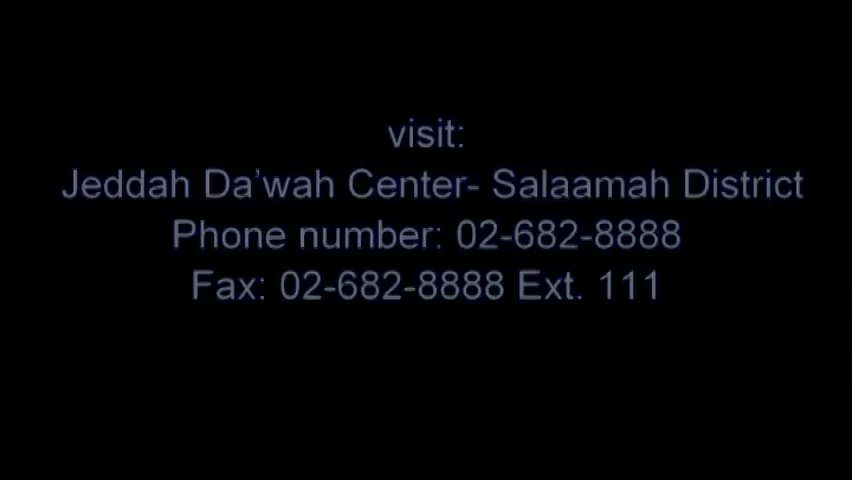 visit:
Jeddah Da’wah Center- Salaamah District
Phone number: 02-682-8888
Fax: 02-682-8888 Ext. 111